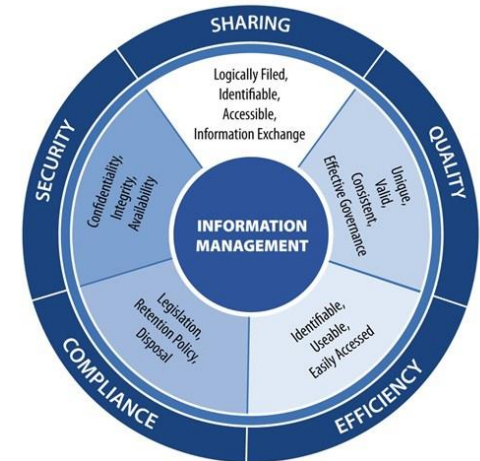 SHARING
Logically Filed,
Identifiable,
Accessible,
Information Exchange
QUALITY
Unique,
Valid,
Consistent,
Effective Governance
EFFICIENCY
Identifiable,
Useable,
Easily Accessed
COMPLIANCE
Legislation,
Retention Policy,
Disposal
SECURITY
Confidentiality,
Integrity,
Availability
INFORMATION
MANAGEMENT